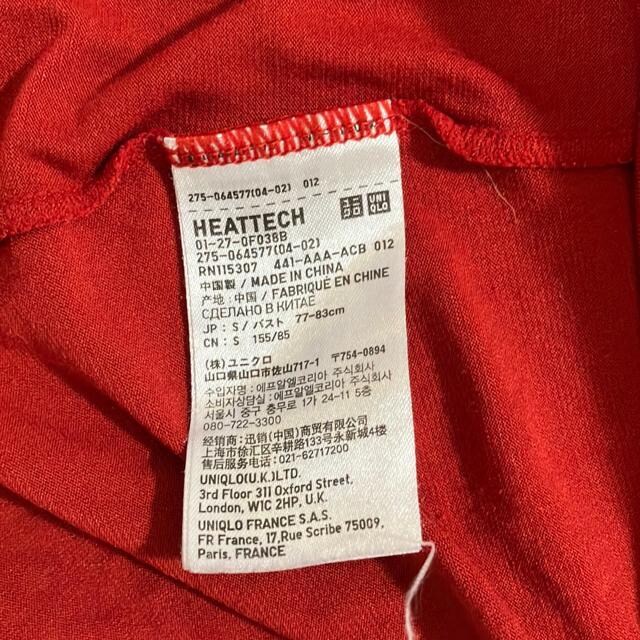 275-064577(04-02) 012
HEATTECH
ユニクロ
UNIQLO
01-27-0F038B
275-064577(04-02)
RN115307 441-AAA-ACB 012
中国製/MADE IN CHINA
产地:中国/FABRIQUÉ EN CHINE
СДЕЛАНО В КИТАЕ
JP: S/バスト 77-83cm
CN: S 155/85
(株)ユニクロ
山口県山口市佐山717-1 〒754-0894
수입자명:에프알엘코리아 주식회사
소비자상담실:에프알엘코리아 주식회사
서울시 중구 충무로 1가 24-11 5층
080-722-3300
经销商:迅销(中国)商贸有限公司
上海市徐汇区辛耕路133号永新城4楼
售后服务电话:021-62717200
UNIQLO(U.K.)LTD.
3rd Floor 311 Oxford Street,
London, W1C 2HP, U.K.
UNIQLO FRANCE S.A.S.
FR France, 17,Rue Scribe 75009,
Paris, FRANCE